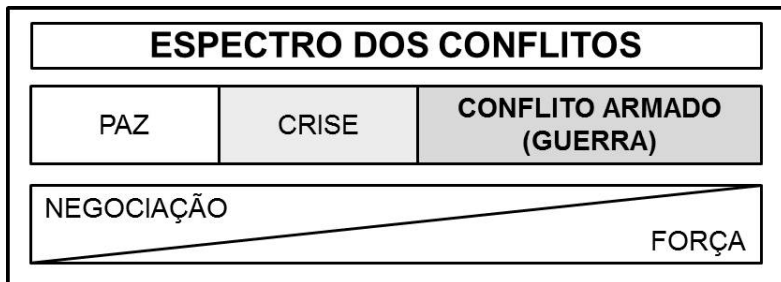 ESPECTRO DOS CONFLITOS
PAZ
CRISE
CONFLITO ARMADO
(GUERRA)
NEGOCIAÇÃO
FORÇA